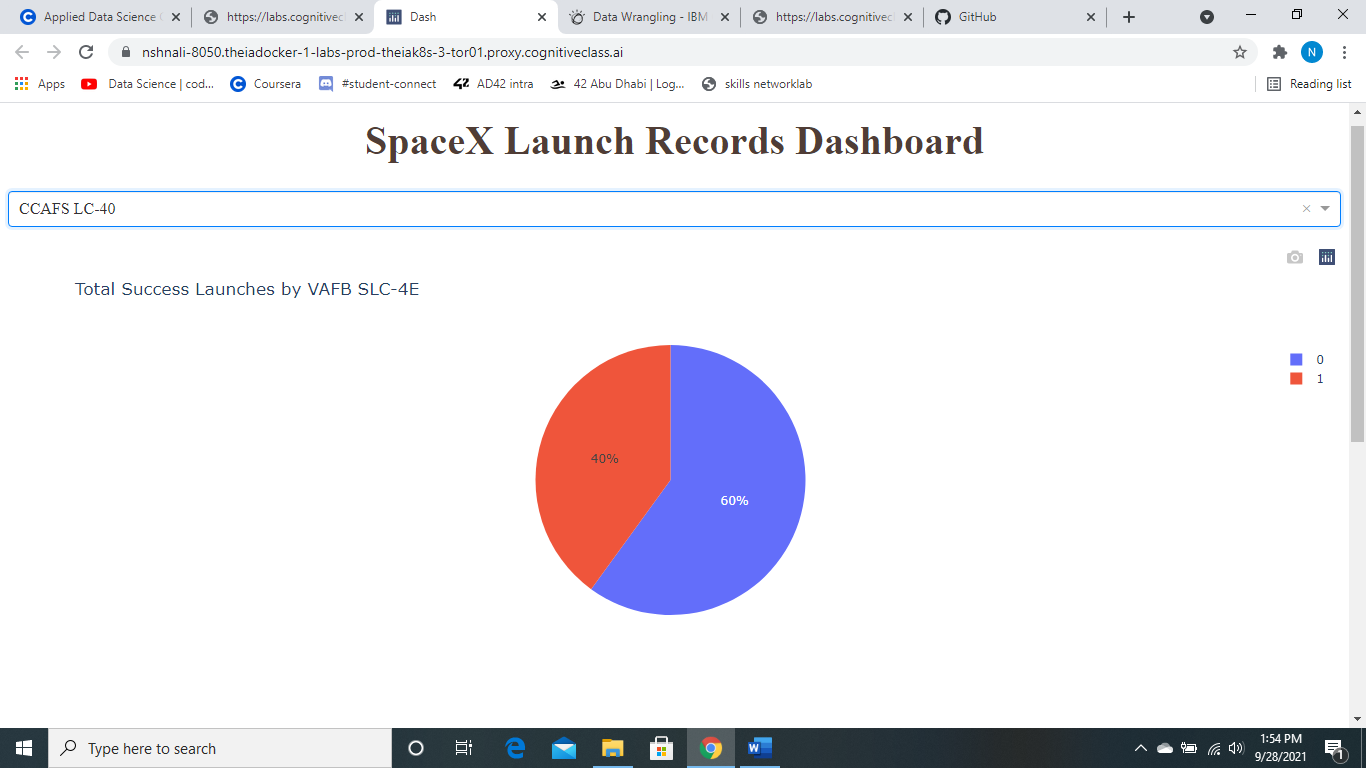 Applied Data Science C
https://labs.cognitivecl
Dash
Data Wrangling - IBM
https://labs.cognitivec
GitHub
nshnali-8050.theiadocker-1-labs-prod-theiak8s-3-tor01.proxy.cognitiveclass.ai
N
Apps
Data Science | cod...
Coursera
#student-connect
AD42 intra
42 Abu Dhabi | Log...
skills networklab
Reading list
SpaceX Launch Records Dashboard
CCAFS LC-40
Total Success Launches by VAFB SLC-4E
0
1
40%
60%
Type here to search
1:54 PM
9/28/2021
1